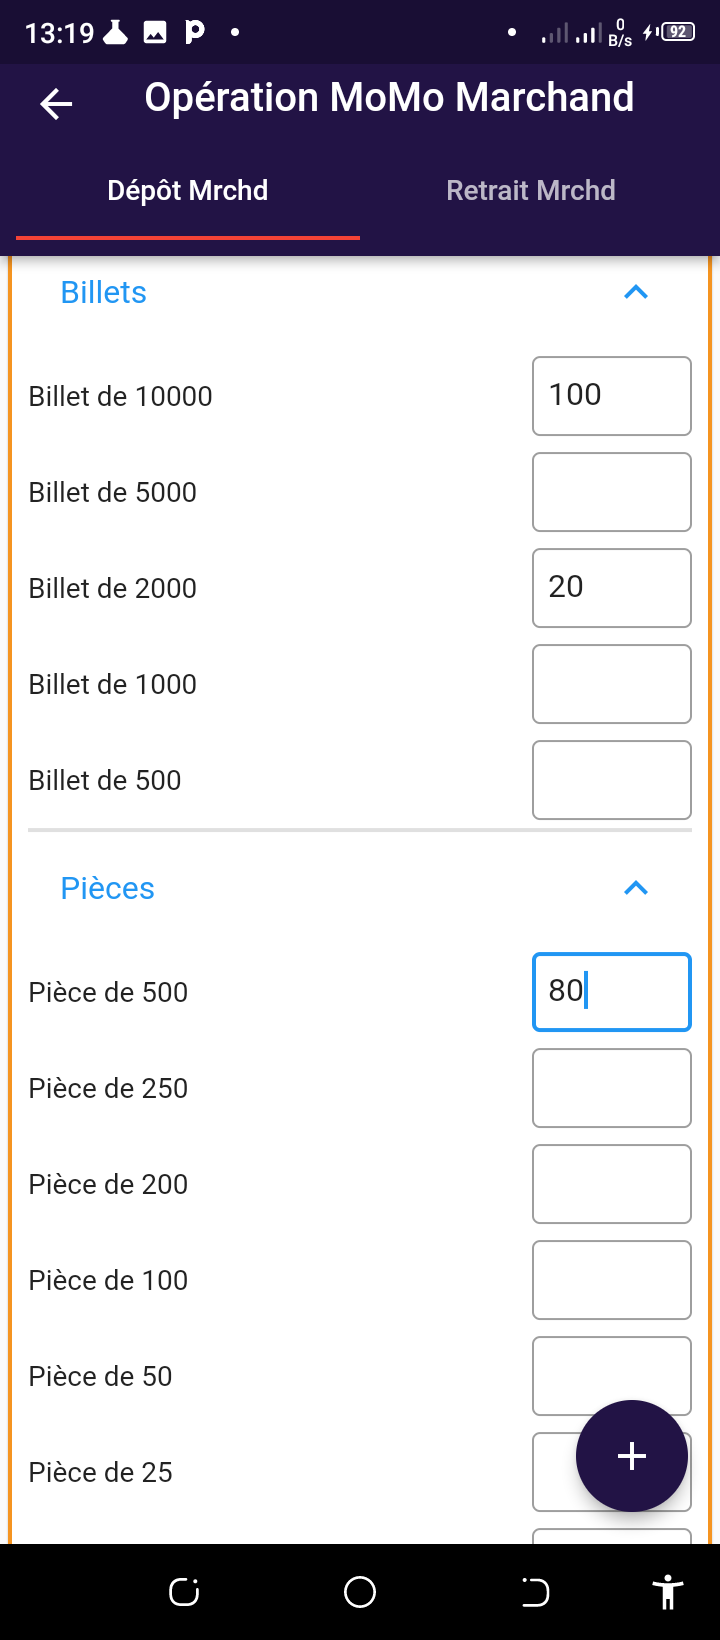 13:19
0
B/s
92
Opération MoMo Marchand
Dépôt Mrchd
Retrait Mrchd
Billets
Billet de 10000
100
Billet de 5000
Billet de 2000
20
Billet de 1000
Billet de 500
Pièces
Pièce de 500
80
Pièce de 250
Pièce de 200
Pièce de 100
Pièce de 50
Pièce de 25